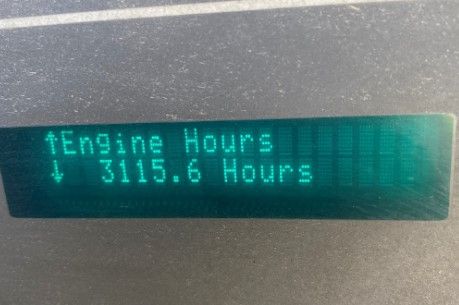 ↑Engine Hours
↓ 3115.6 Hours